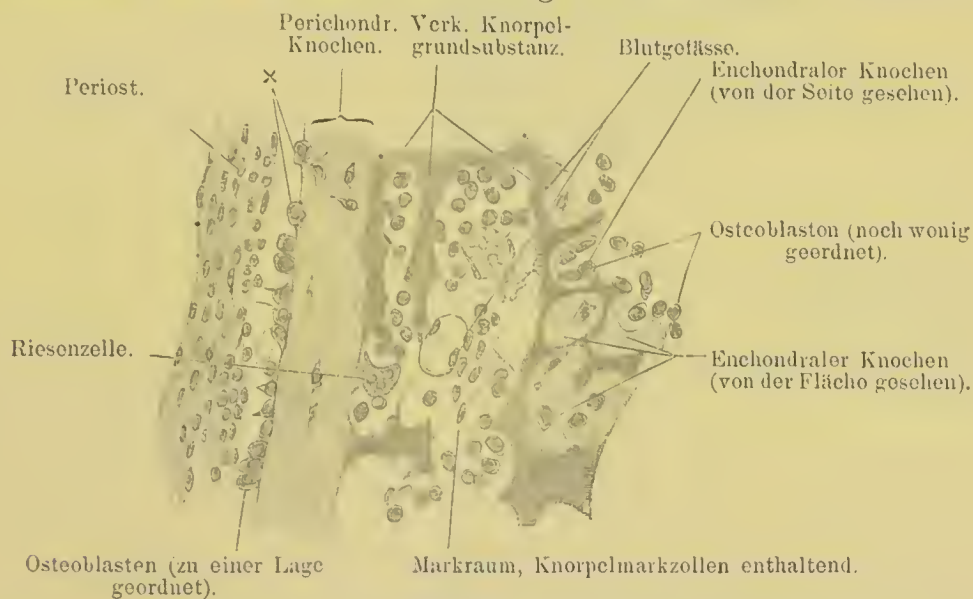 Perichondr. Verk. Knorpel-
Knochen. grundsubstanz.
Blutgefässe.
Enchondraler Knochen
(von der Seite gesehen).
Periost.
×
Osteoblasten (noch wenig
geordnet).
Riesenzelle.
Enchondraler Knochen
(von der Fläche gesehen).
Osteoblasten (zu einer Lage
geordnet).
Markraum, Knorpelmarkzellen enthaltend.